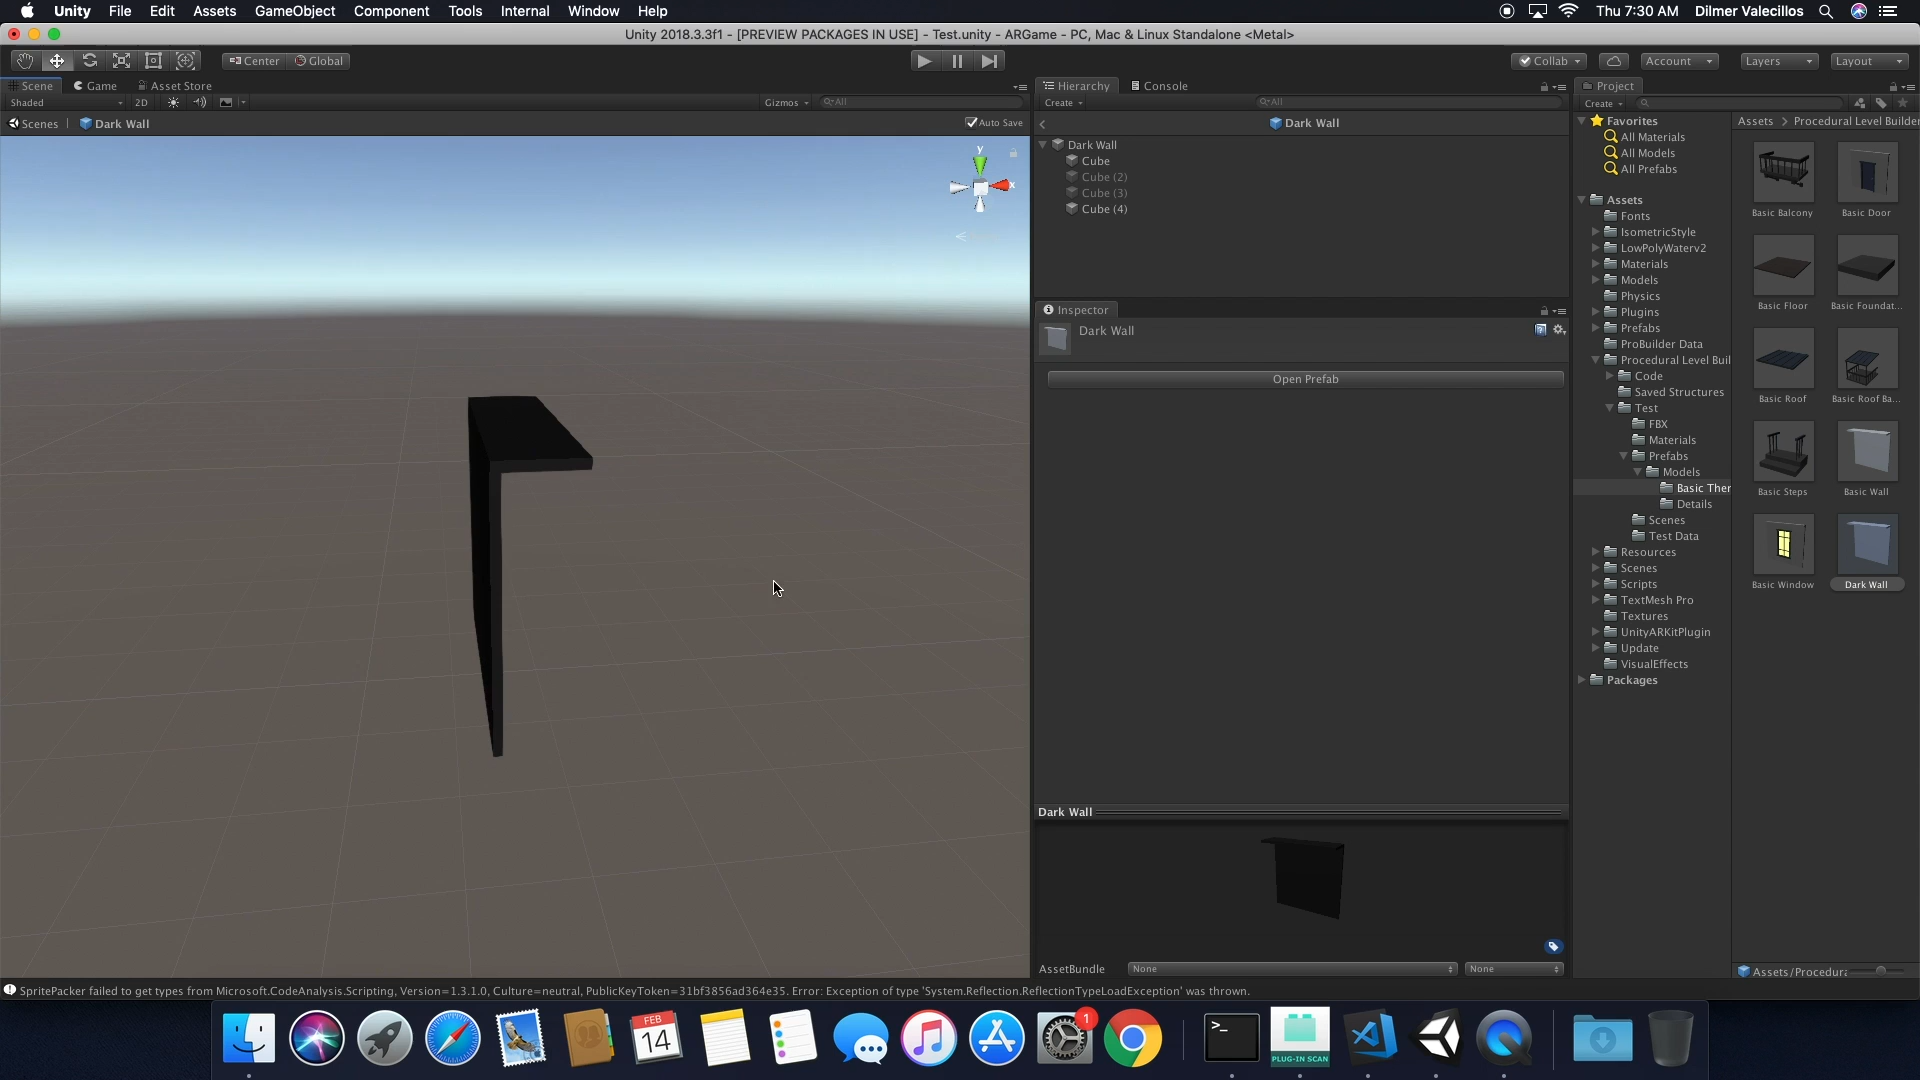 Unity File Edit Assets GameObject Component Tools Internal Window Help Thu 7:30 AM Dilmer Valecillos
Unity 2018.3.3f1 - [PREVIEW PACKAGES IN USE] - Test.unity - ARGame - PC, Mac & Linux Standalone <Metal>
Center Global Collab Account Layers Layout
Scene Game Asset Store
Shaded 2D Gizmos All
Scenes Dark Wall Auto Save
y
x
Hierarchy Console
Create All
Dark Wall
Dark Wall
Cube
Cube (2)
Cube (3)
Cube (4)
Inspector
Dark Wall
Open Prefab
Dark Wall
AssetBundle None None
Project
Create
Favorites
All Materials
All Models
All Prefabs
Assets
Fonts
IsometricStyle
LowPolyWaterv2
Materials
Models
Physics
Plugins
Prefabs
ProBuilder Data
Procedural Level Buil
Code
Saved Structures
Test
FBX
Materials
Prefabs
Models
Basic Ther
Details
Scenes
Test Data
Resources
Scenes
Scripts
TextMesh Pro
Textures
UnityARKitPlugin
Update
VisualEffects
Packages
Assets > Procedural Level Builder
Basic Balcony Basic Door
Basic Floor Basic Foundat...
Basic Roof Basic Roof Ba...
Basic Steps Basic Wall
Basic Window Dark Wall
Assets/Procedura
SpritePacker failed to get types from Microsoft.CodeAnalysis.Scripting, Version=1.3.1.0, Culture=neutral, PublicKeyToken=31bf3856ad364e35. Error: Exception of type 'System.Reflection.ReflectionTypeLoadException' was thrown.
FEB
14
1
>_
PLUG-IN SCAN